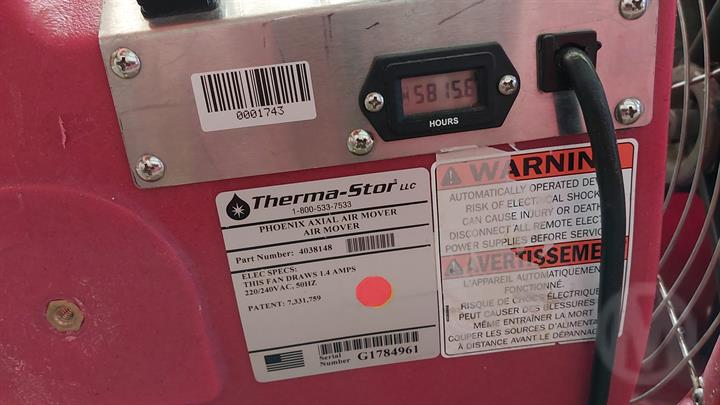 45815.6
HOURS
0001743
Therma-Stor LLC
1-800-533-7533
PHOENIX AXIAL AIR MOVER
AIR MOVER
Part Number: 4038148
ELEC SPECS:
THIS FAN DRAWS 1.4 AMPS
220/240VAC, 50HZ
PATENT: 7,331,759
Serial
Number G1784961
WARNIN
AUTOMATICALLY OPERATED DEV
RISK OF ELECTRICAL SHOCK
CAN CAUSE INJURY OR DEATH
DISCONNECT ALL REMOTE ELECT
POWER SUPPLIES BEFORE SERVIC
AVERTISSEME
L'APPAREIL AUTOMATIQUEMEN
FONCTIONNÉ.
RISQUE DE CHOCS ÉLECTRIQUE
PEUT CAUSER DES BLESSURES
MÊME ENTRAÎNER LA MORT
COUPER LES SOURCES D'ALIMENTA
À DISTANCE AVANT LE DÉPANNAG